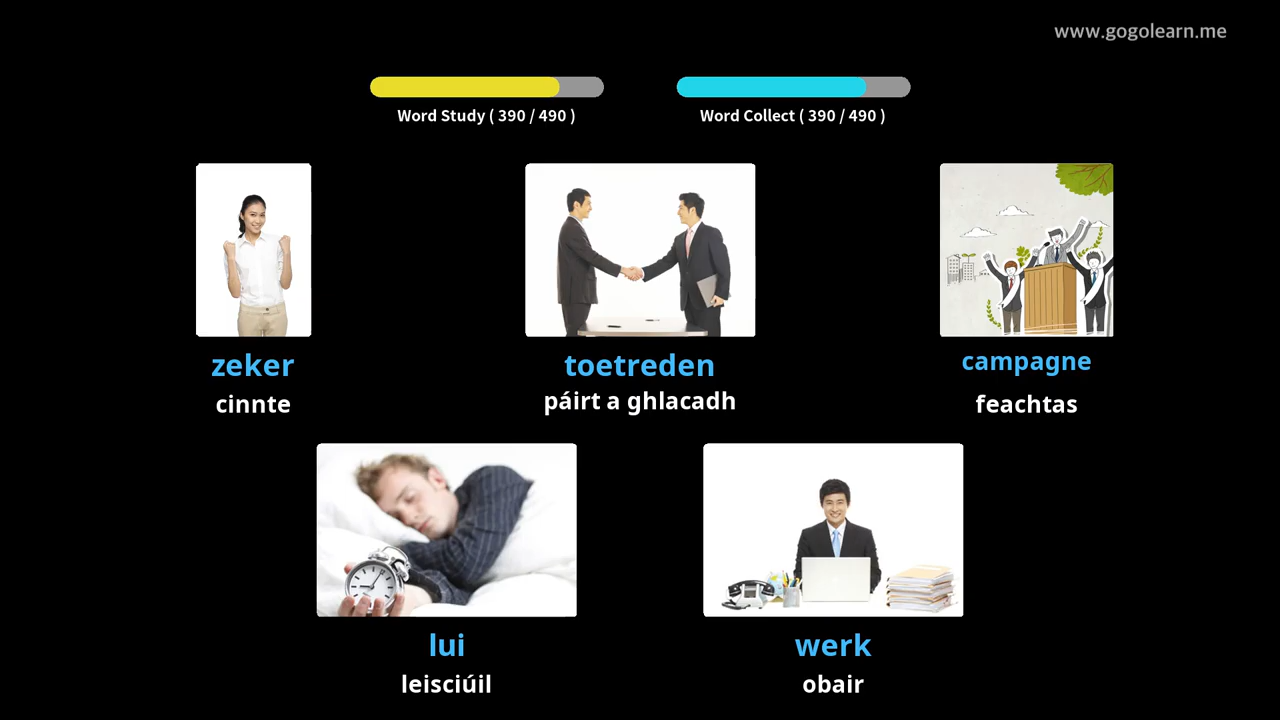 www.gogolearn.me
Word Study ( 390 / 490 )
Word Collect ( 390 / 490 )
zeker
cinnte
toetreden
páirt a ghlacadh
campagne
feachtas
lui
leisciúil
werk
obair